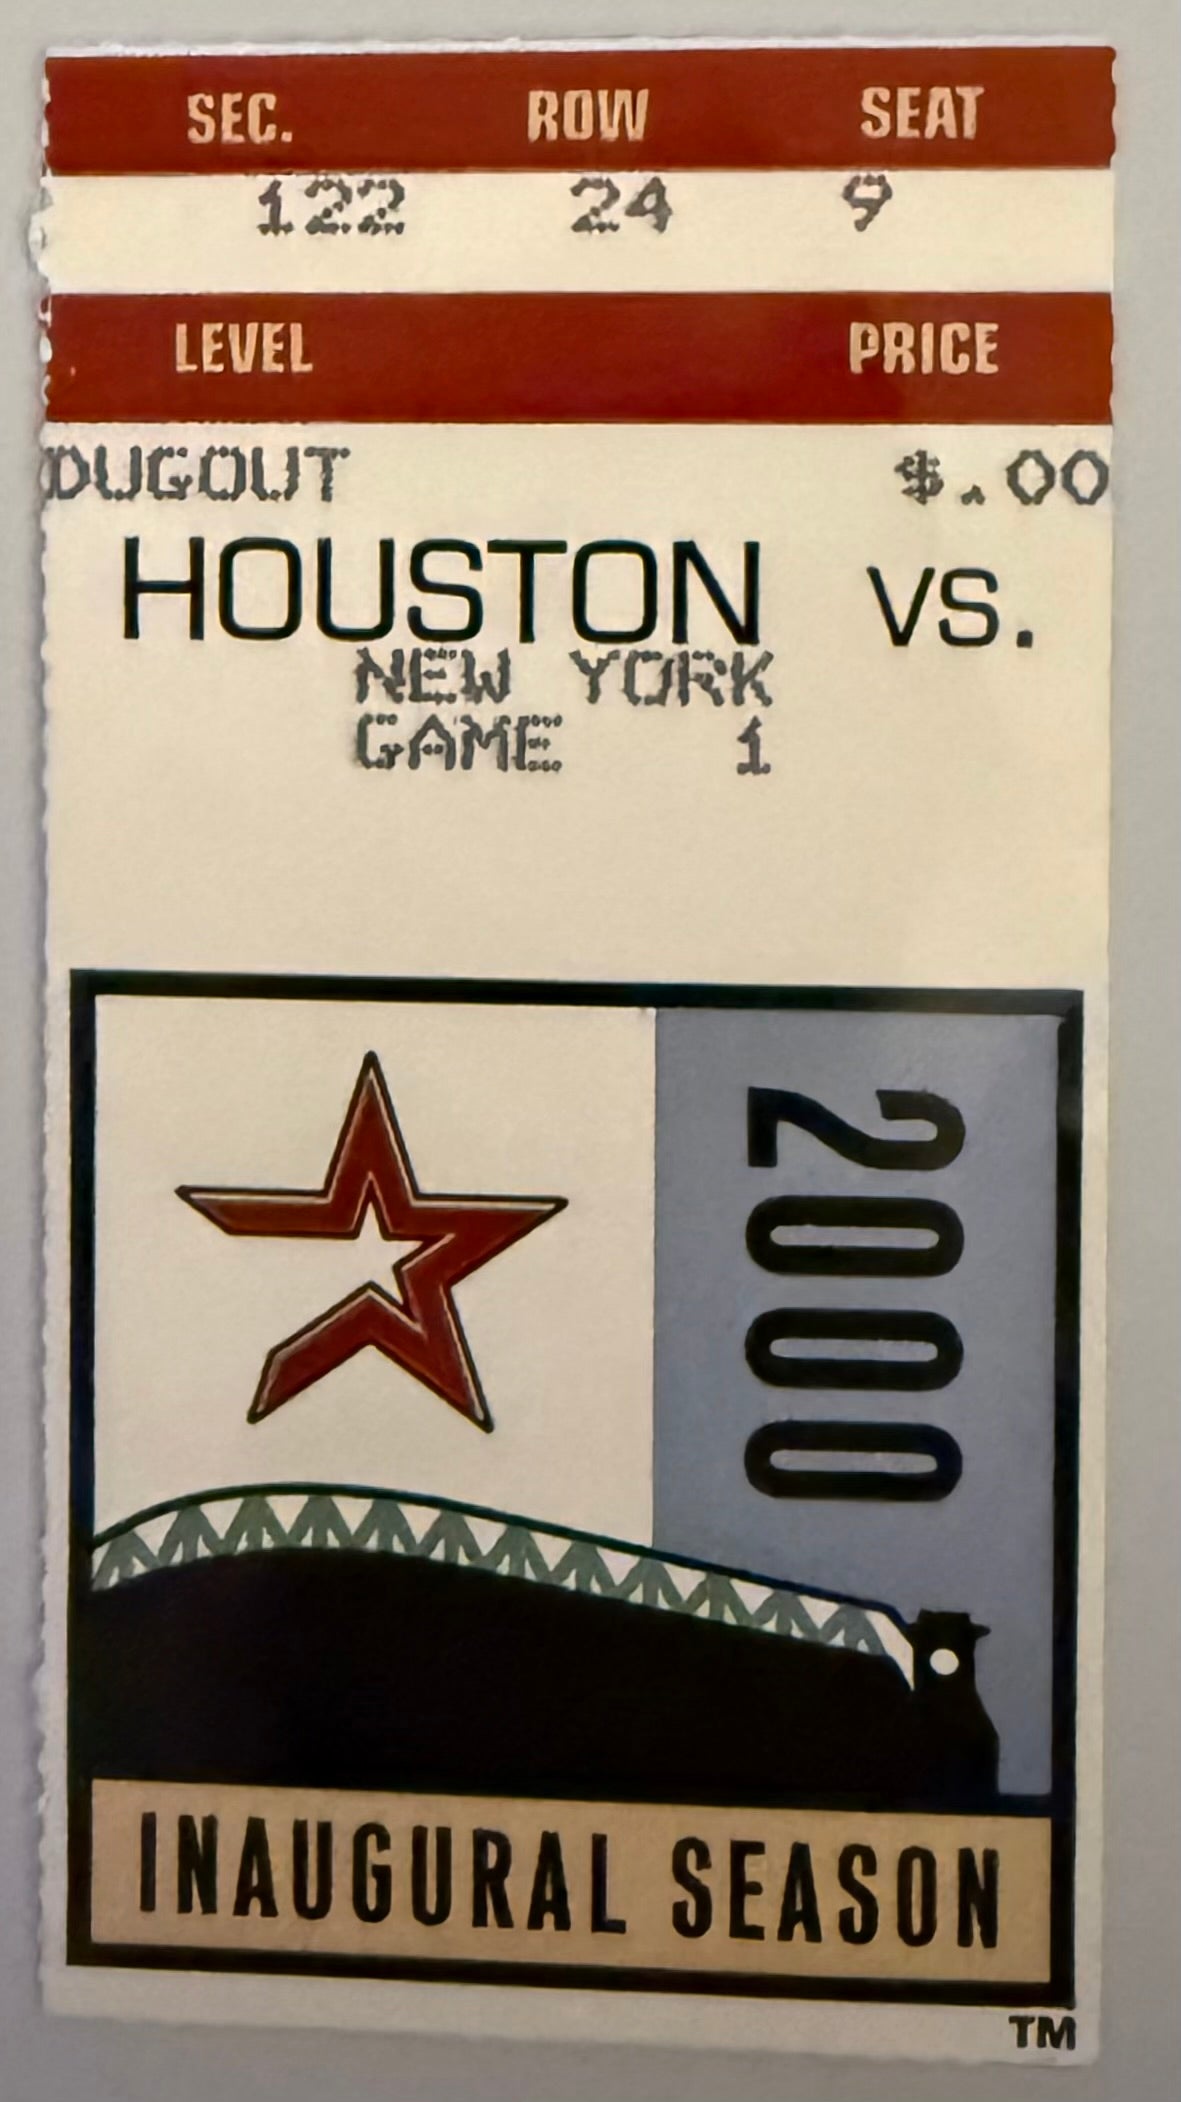 SEC. ROW SEAT
122 24 9
LEVEL PRICE
DUGOUT $.00
HOUSTON VS.
NEW YORK
GAME 1
2000
INAUGURAL SEASON
TM